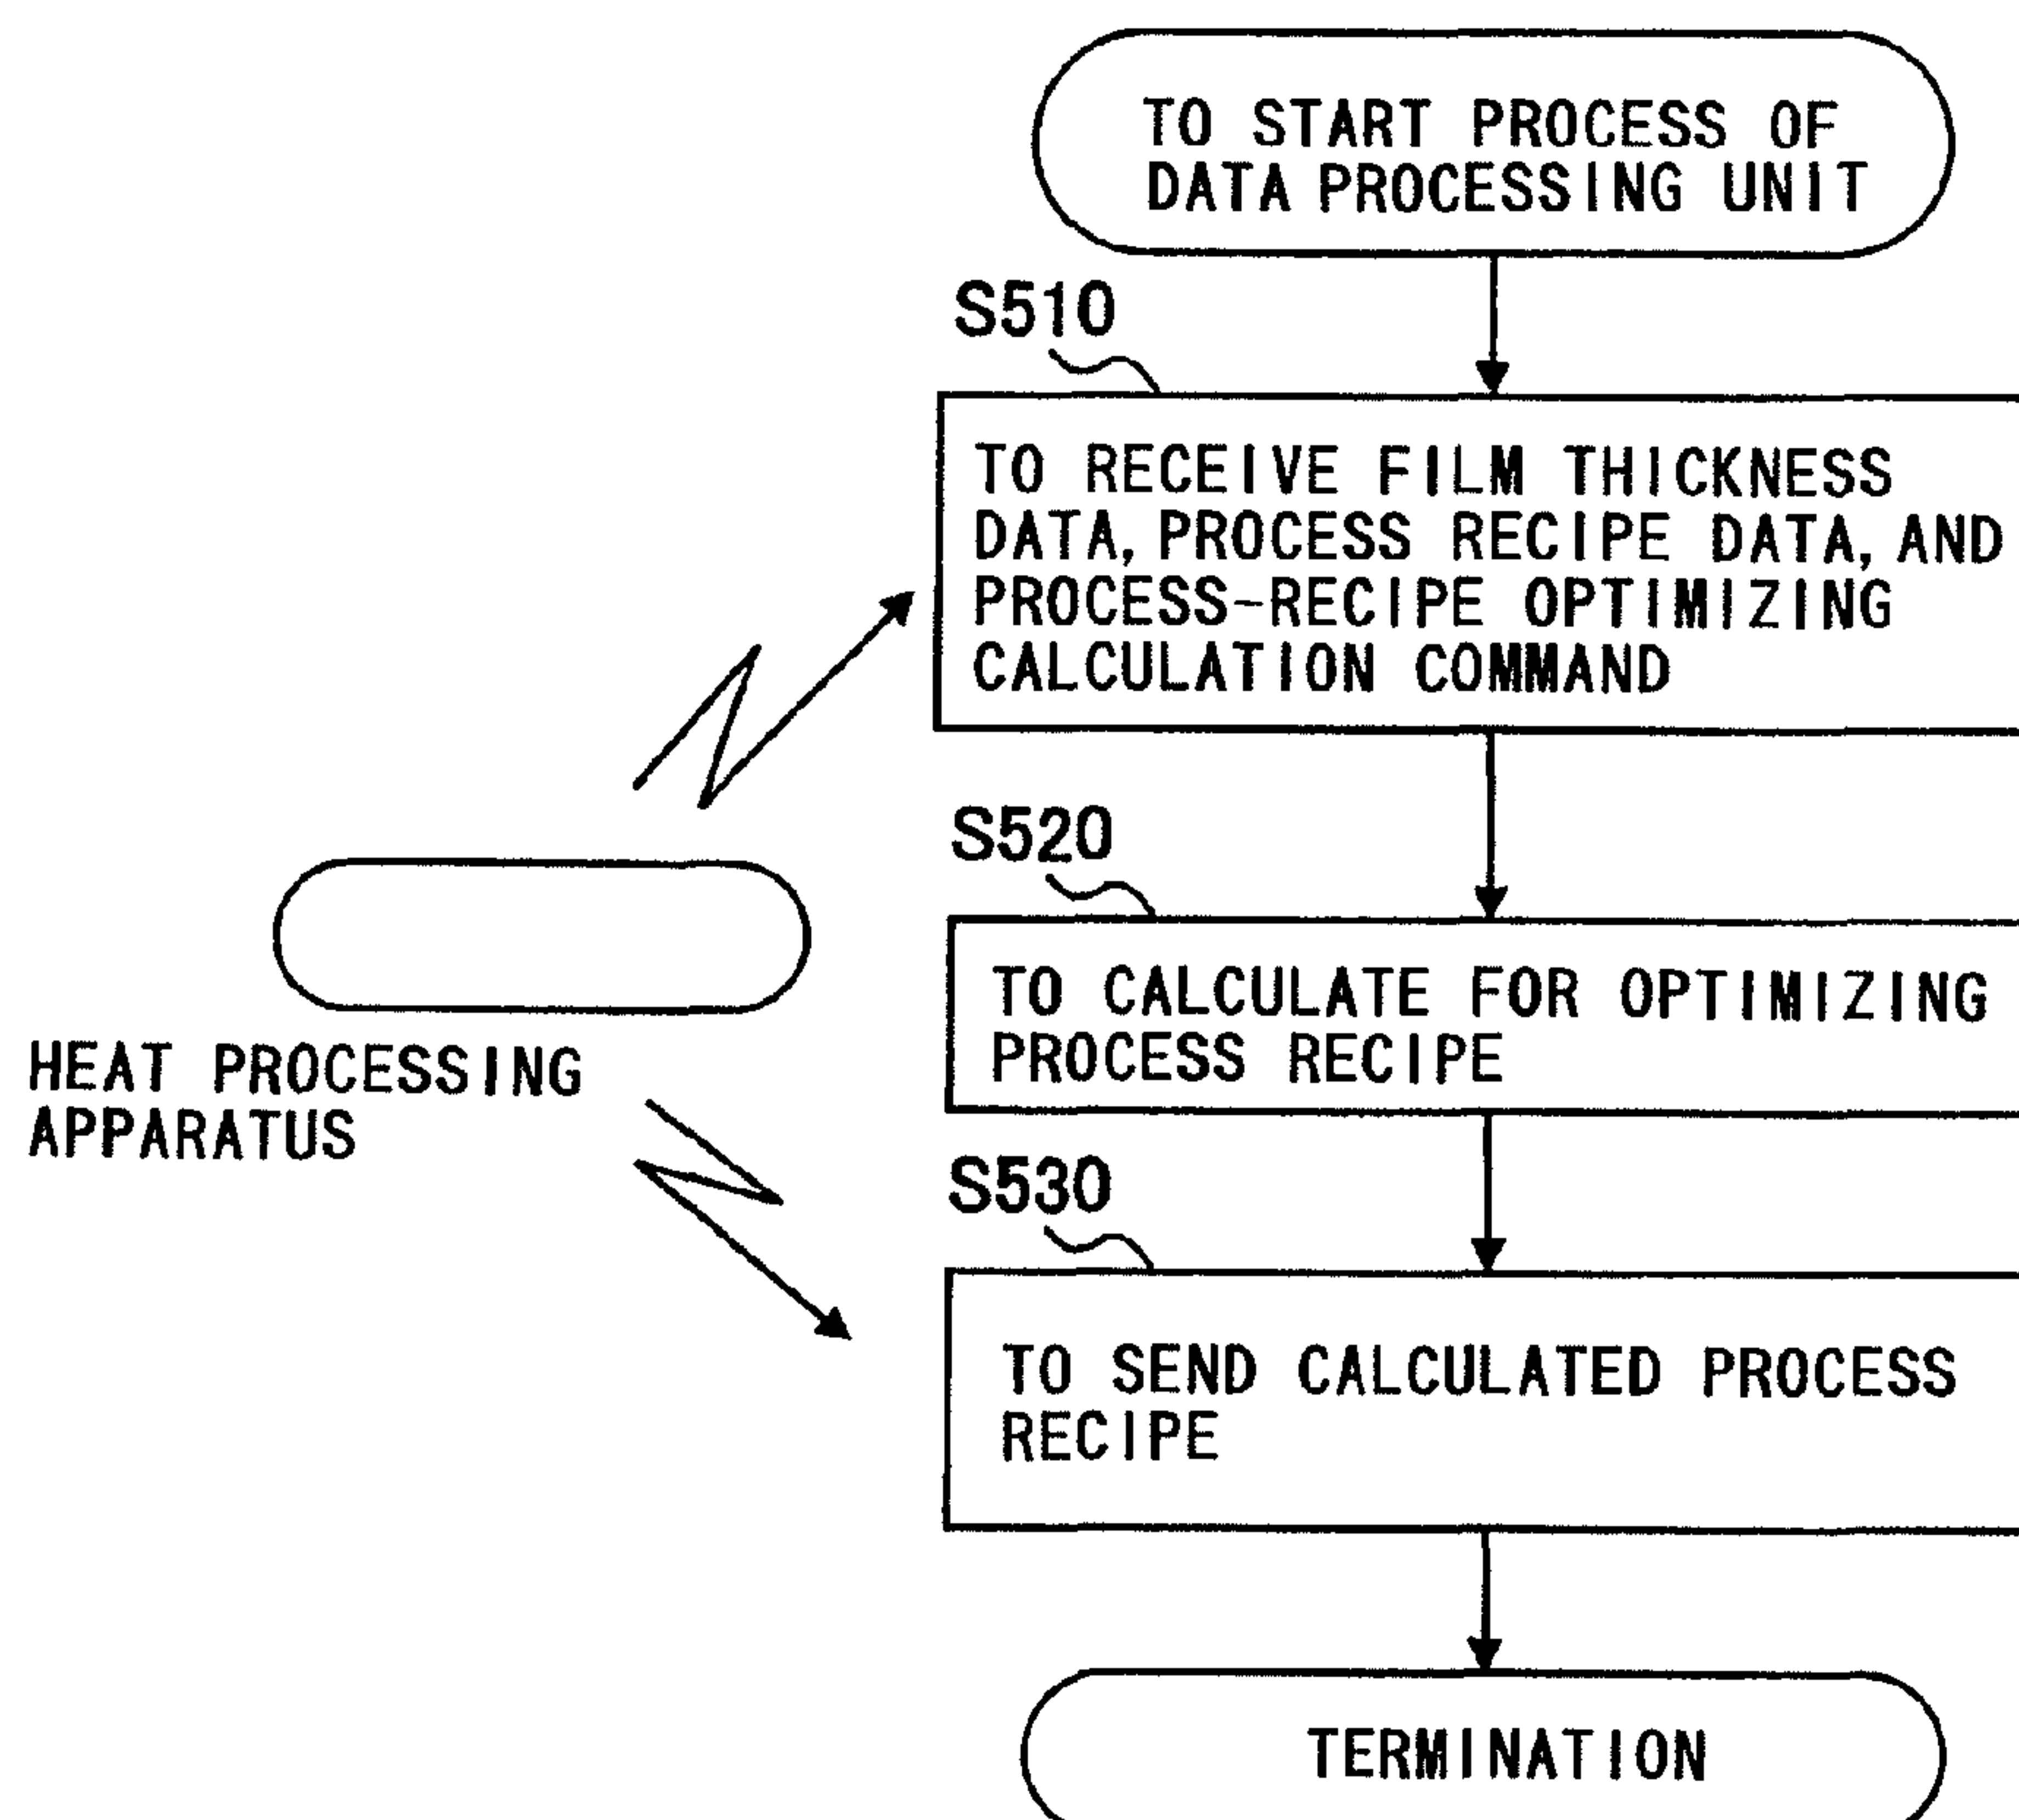 TO START PROCESS OF
DATA PROCESSING UNIT
S510
TO RECEIVE FILM THICKNESS
DATA, PROCESS RECIPE DATA, AND
PROCESS-RECIPE OPTIMIZING
CALCULATION COMMAND
S520
TO CALCULATE FOR OPTIMIZING
PROCESS RECIPE
HEAT PROCESSING
APPARATUS
S530
TO SEND CALCULATED PROCESS
RECIPE
TERMINATION